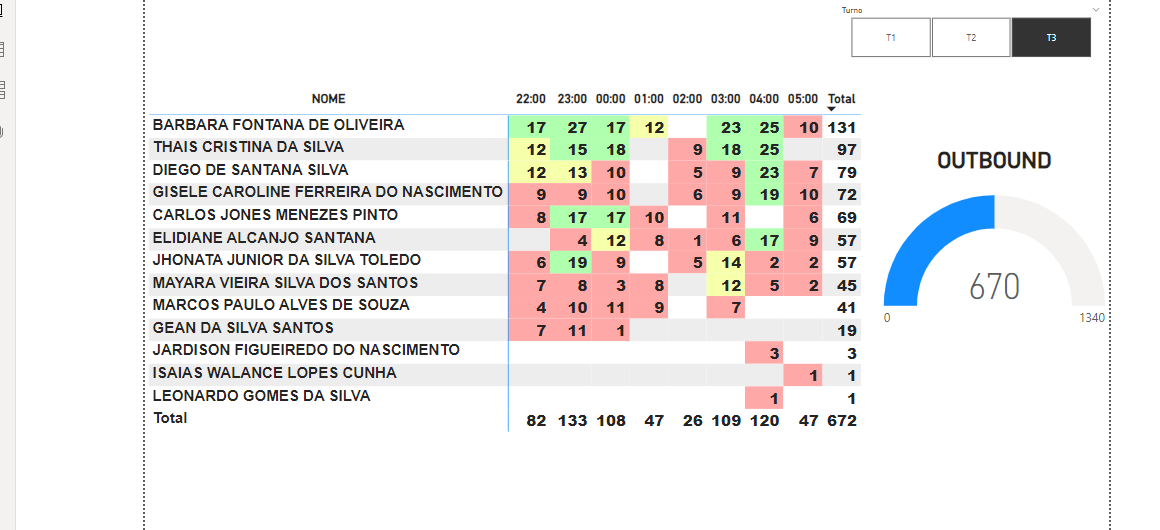 Turno
T1 T2 T3
NOME 22:00 23:00 00:00 01:00 02:00 03:00 04:00 05:00 Total
BARBARA FONTANA DE OLIVEIRA 17 27 17 12 23 25 10 131
THAIS CRISTINA DA SILVA 12 15 18 9 18 25 97
DIEGO DE SANTANA SILVA 12 13 10 5 9 23 7 79
GISELE CAROLINE FERREIRA DO NASCIMENTO 9 9 10 6 9 19 10 72
CARLOS JONES MENEZES PINTO 8 17 17 10 11 6 69
ELIDIANE ALCANJO SANTANA 4 12 8 1 6 17 9 57
JHONATA JUNIOR DA SILVA TOLEDO 6 19 9 5 14 2 2 57
MAYARA VIEIRA SILVA DOS SANTOS 7 8 3 8 12 5 2 45
MARCOS PAULO ALVES DE SOUZA 4 10 11 9 7 41
GEAN DA SILVA SANTOS 7 11 1 19
JARDISON FIGUEIREDO DO NASCIMENTO 3 3
ISAIAS WALANCE LOPES CUNHA 1 1
LEONARDO GOMES DA SILVA 1 1
Total 82 133 108 47 26 109 120 47 672
OUTBOUND
670
0 1340